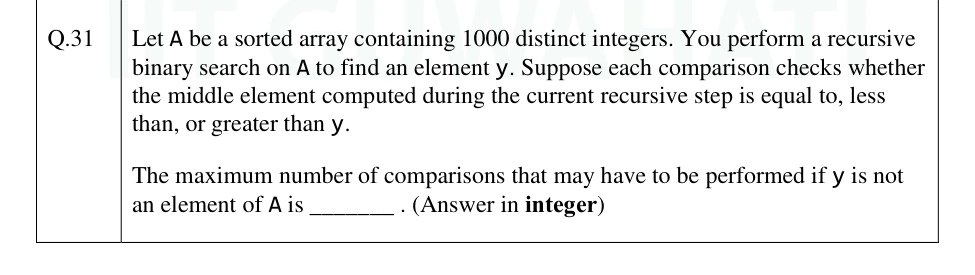 Q.31 Let A be a sorted array containing 1000 distinct integers. You perform a recursive
binary search on A to find an element y. Suppose each comparison checks whether
the middle element computed during the current recursive step is equal to, less
than, or greater than y.
The maximum number of comparisons that may have to be performed if y is not
an element of A is _______ . (Answer in integer)